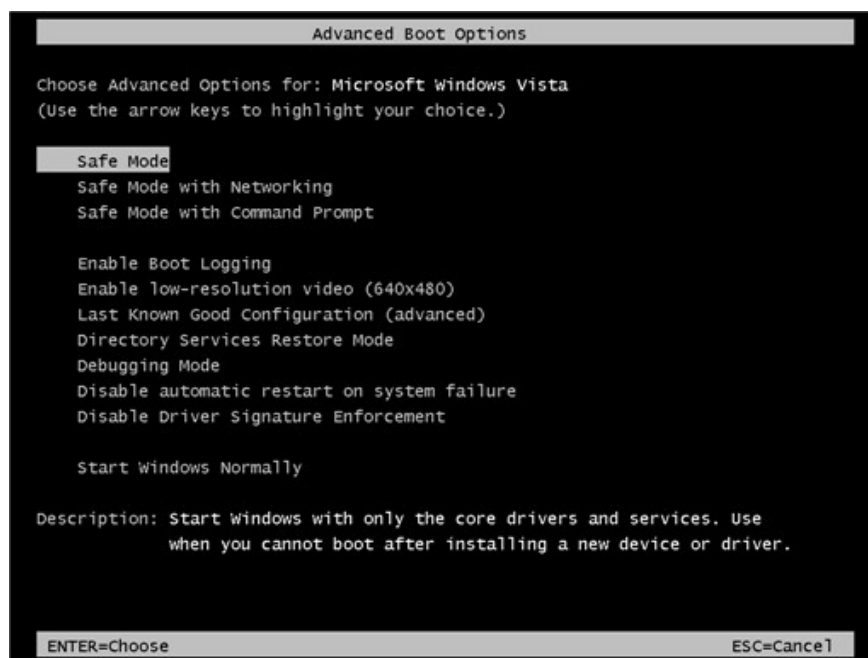 Advanced Boot Options
Choose Advanced Options for: Microsoft Windows Vista
(Use the arrow keys to highlight your choice.)
Safe Mode
Safe Mode with Networking
Safe Mode with Command Prompt
Enable Boot Logging
Enable low-resolution video (640x480)
Last Known Good Configuration (advanced)
Directory Services Restore Mode
Debugging Mode
Disable automatic restart on system failure
Disable Driver Signature Enforcement
Start Windows Normally
Description: Start Windows with only the core drivers and services. Use
when you cannot boot after installing a new device or driver.
ENTER=Choose ESC=Cancel